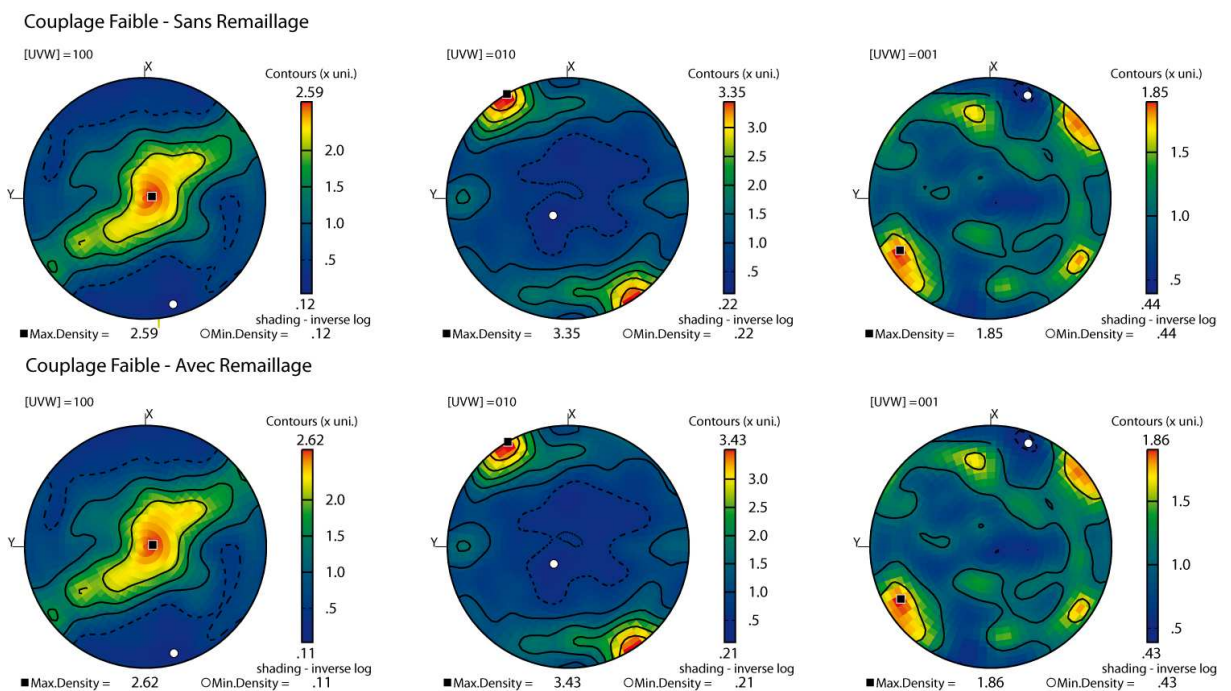 Couplage Faible - Sans Remaillage
[UVW] =100
X
Y
Contours (x uni.)
2.59
2.0
1.5
1.0
.5
.12
shading - inverse log
Max.Density = 2.59 Min.Density = .12
[UVW] =010
X
Y
Contours (x uni.)
3.35
3.0
2.5
2.0
1.5
1.0
.5
.22
shading - inverse log
Max.Density = 3.35 Min.Density = .22
[UVW] =001
X
Y
Contours (x uni.)
1.85
1.5
1.0
.5
.44
shading - inverse log
Max.Density = 1.85 Min.Density = .44
Couplage Faible - Avec Remaillage
[UVW] =100
X
Y
Contours (x uni.)
2.62
2.0
1.5
1.0
.5
.11
shading - inverse log
Max.Density = 2.62 Min.Density = .11
[UVW] =010
X
Y
Contours (x uni.)
3.43
3.0
2.5
2.0
1.5
1.0
.5
.21
shading - inverse log
Max.Density = 3.43 Min.Density = .21
[UVW] =001
X
Y
Contours (x uni.)
1.86
1.5
1.0
.5
.43
shading - inverse log
Max.Density = 1.86 Min.Density = .43